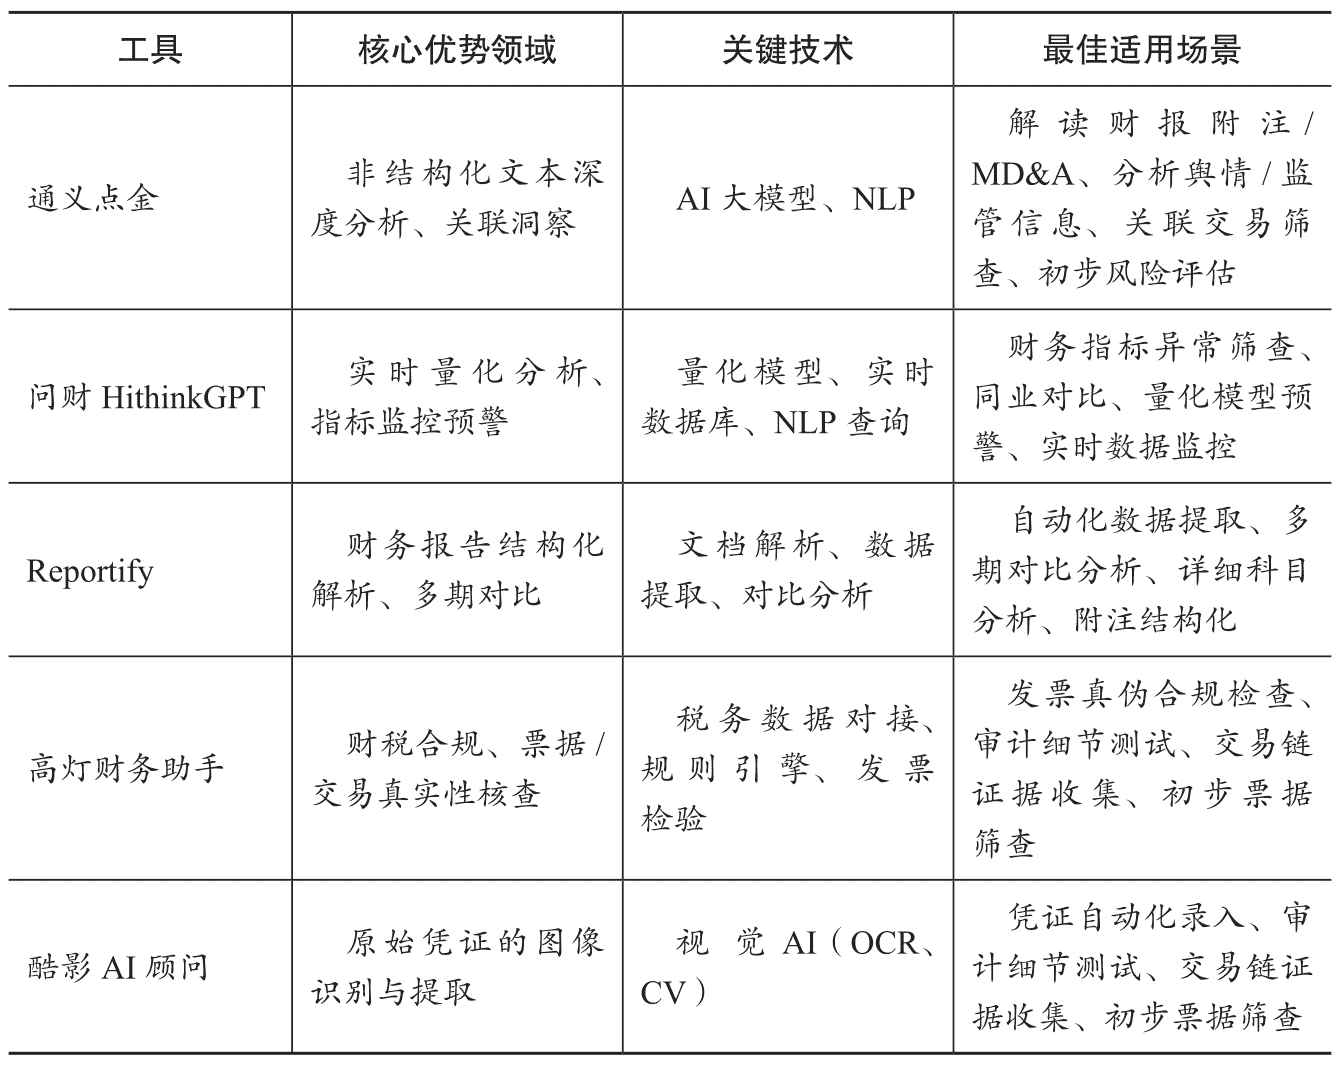 工具 核心优势领域 关键技术 最佳适用场景
通义点金
非结构化文本深
度分析、关联洞察
AI 大模型、NLP
解读财报附注/
MD&A、分析舆情/监
管信息、关联交易筛
查、初步风险评估
问财 HithinkGPT
实时量化分析、
指标监控预警
量化模型、实时
数据库、NLP 查询
财务指标异常筛查、
同业对比、量化模型预
警、实时数据监控
Reportify
财务报告结构化
解析、多期对比
文档解析、数据
提取、对比分析
自动化数据提取、多
期对比分析、详细科目
分析、附注结构化
高灯财务助手
财税合规、票据/
交易真实性核查
税务数据对接、
规则引擎、发票
检验
发票真伪合规检查、
审计细节测试、交易链
证据收集、初步票据
筛查
酷影 AI 顾问
原始凭证的图像
识别与提取
视觉 AI（OCR、
CV）
凭证自动化录入、审
计细节测试、交易链证
据收集、初步票据筛查